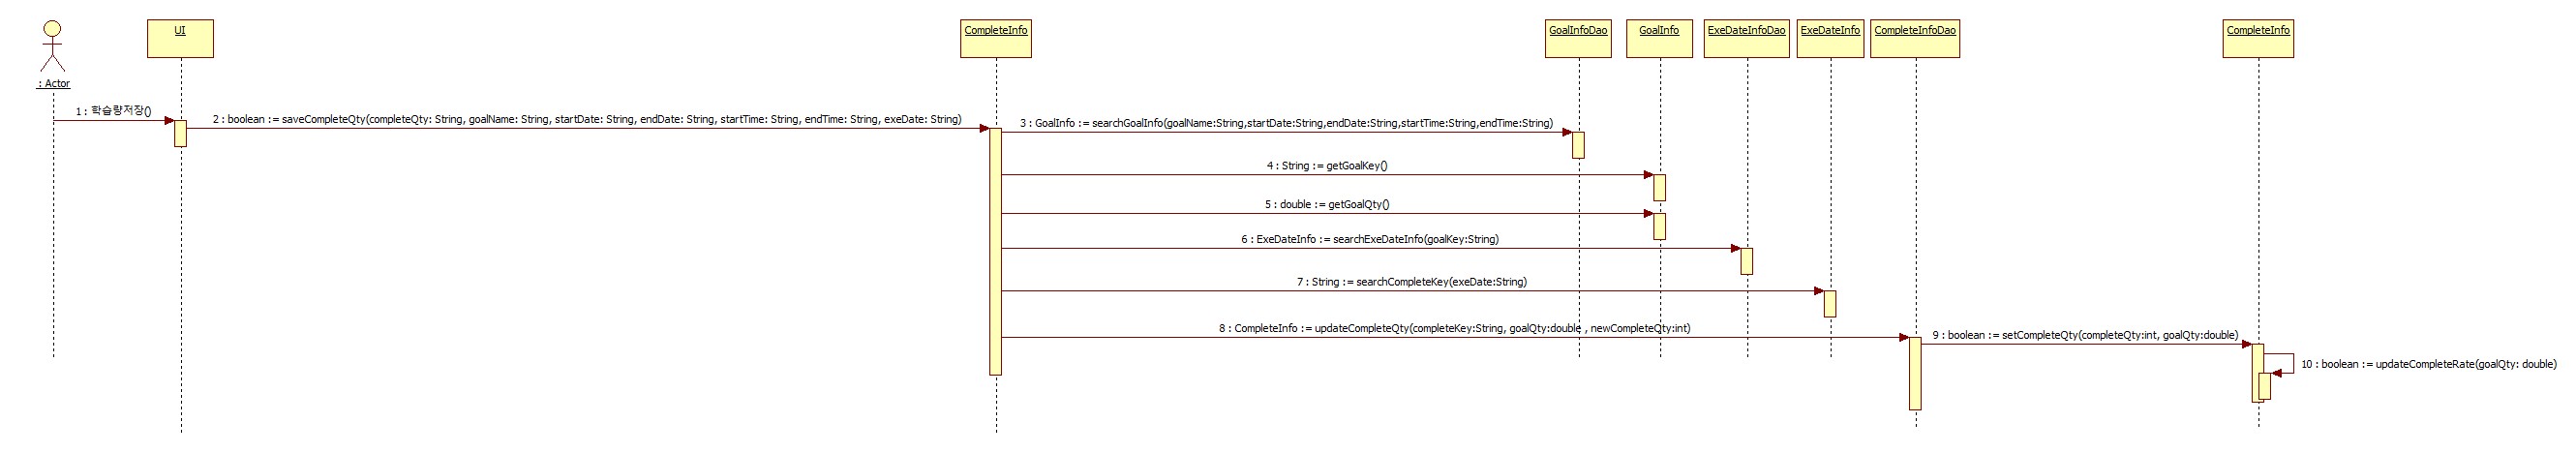 UI
CompleteInfo
GoalInfoDao
GoalInfo
ExeDateInfoDao
ExeDateInfo
CompleteInfoDao
CompleteInfo
: Actor
1 : 학습량저장()
2 : boolean := saveCompleteQty(completeQty: String, goalName: String, startDate: String, endDate: String, startTime: String, endTime: String, exeDate: String)
3 : GoalInfo := searchGoalInfo(goalName:String,startDate:String,endDate:String,startTime:String,endTime:String)
4 : String := getGoalKey()
5 : double := getGoalQty()
6 : ExeDateInfo := searchExeDateInfo(goalKey:String)
7 : String := searchCompleteKey(exeDate:String)
8 : CompleteInfo := updateCompleteQty(completeKey:String, goalQty:double , newCompleteQty:int)
9 : boolean := setCompleteQty(completeQty:int, goalQty:double)
10 : boolean := updateCompleteRate(goalQty: double)